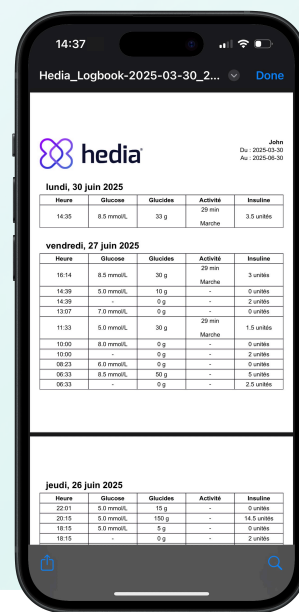 14:37
Hedia_Logbook-2025-03-30_2... Done
hedia
John
Du : 2025-03-30
Au : 2025-06-30
lundi, 30 juin 2025
Heure Glucose Glucides Activité Insuline
14:35 8.5 mmol/L 33 g 29 min Marche 3.5 unités
vendredi, 27 juin 2025
Heure Glucose Glucides Activité Insuline
16:14 8.5 mmol/L 30 g 29 min Marche 3 unités
14:39 5.0 mmol/L 10 g - 0 unités
14:39 - 0 g - 2 unités
13:07 7.0 mmol/L 0 g - 0 unités
11:33 5.0 mmol/L 30 g 29 min Marche 1.5 unités
10:00 8.0 mmol/L 0 g - 0 unités
10:00 - 0 g - 2 unités
08:23 6.0 mmol/L 0 g - 0 unités
06:33 8.5 mmol/L 50 g - 5 unités
06:33 - 0 g - 2.5 unités
jeudi, 26 juin 2025
Heure Glucose Glucides Activité Insuline
22:01 5.0 mmol/L 15 g - 0 unités
20:15 5.0 mmol/L 150 g - 14.5 unités
18:15 5.0 mmol/L 5 g - 0 unités
18:15 - 0 g - 2 unités